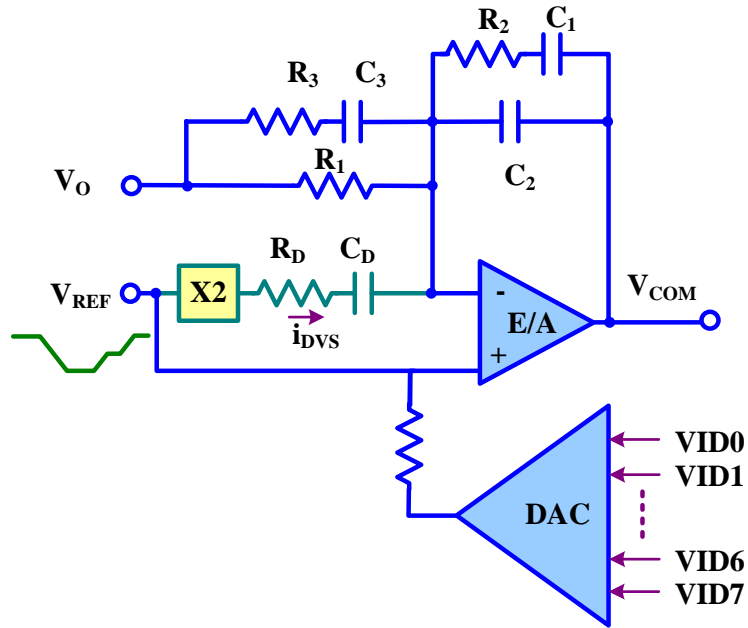 R2 C1
R3 C3
C2
R1
VO
RD CD
VREF X2
iDVS
- E/A
+
VCOM
DAC
VID0
VID1
VID6
VID7